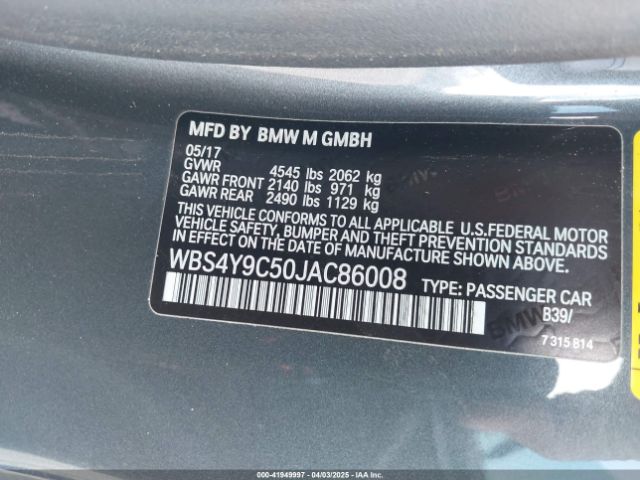 MFD BY BMW M GMBH
05/17
GVWR 4545 lbs 2062 kg
GAWR FRONT 2140 lbs 971 kg
GAWR REAR 2490 lbs 1129 kg
THIS VEHICLE CONFORMS TO ALL APPLICABLE U.S.FEDERAL MOTOR
VEHICLE SAFETY, BUMPER AND THEFT PREVENTION STANDARDS
IN EFFECT ON THE DATE OF MANUFACTURE SHOWN ABOVE.
WBS4Y9C50JAC86008 TYPE: PASSENGER CAR
B39/
7 315 814
© COPART - 41949997 - 04/03/2025 - IAAI.COM